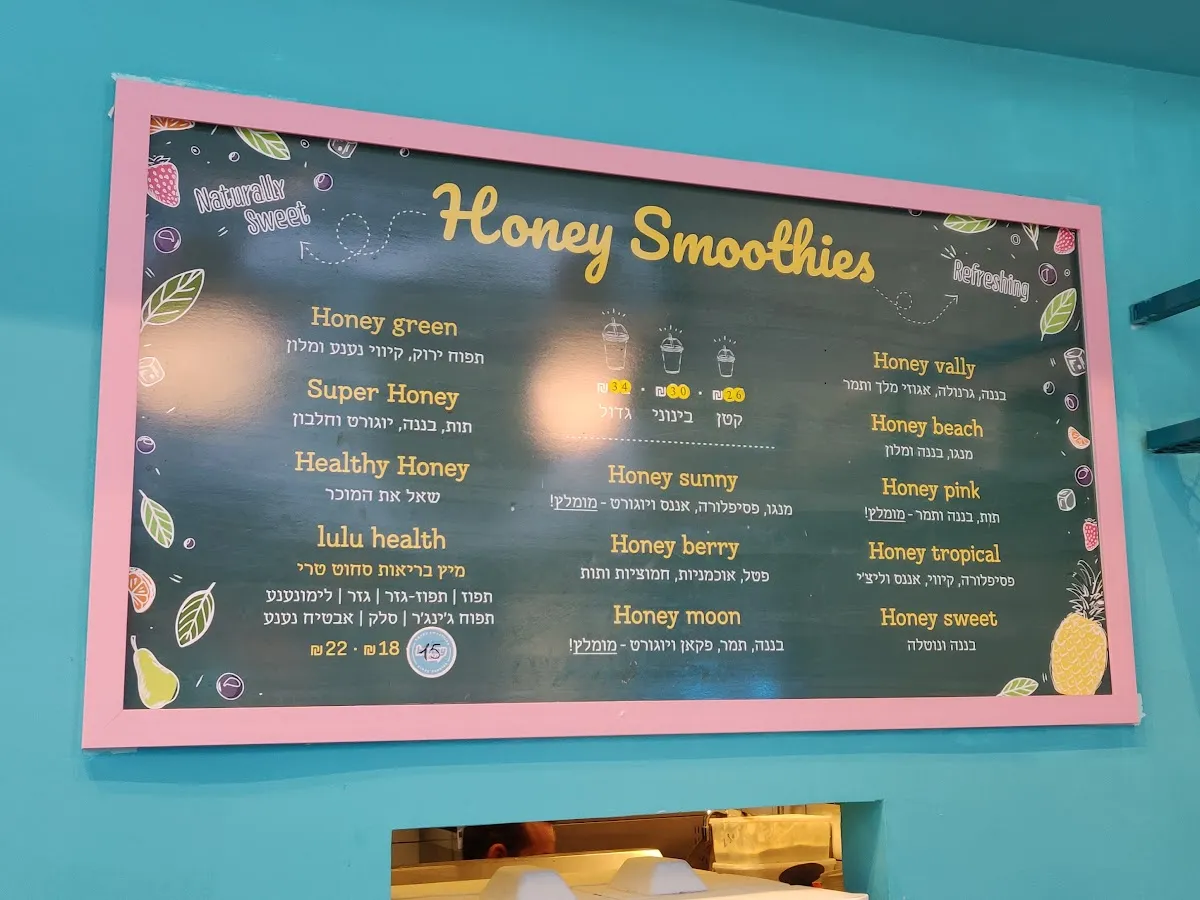 Naturally
Sweet
Honey Smoothies
Refreshing
Honey green
תפוח ירוק, קיווי נענע ומלון
Super Honey
תות, בננה, יוגורט וחלבון
Healthy Honey
שאל את המוכר
lulu health
מיץ בריאות סחוט טרי
תפוז | תפוז-גזר | גזר | לימונענע
תפוח ג׳ינג׳ר | סלק | אבטיח נענע
15 · ₪18 · ₪22
₪26 · ₪30 · ₪34
קטן בינוני גדול
Honey sunny
מנגו, פסיפלורה, אננס ויוגורט - מומלץ!
Honey berry
פטל, אוכמניות, חמוציות ותות
Honey moon
בננה, תמר, פקאן ויוגורט - מומלץ!
Honey vally
בננה, גרנולה, אגוזי מלך ותמר
Honey beach
מנגו, בננה ומלון
Honey pink
תות, בננה ותמר - מומלץ!
Honey tropical
פסיפלורה, קיווי, אננס וליצ׳י
Honey sweet
בננה ונוטלה